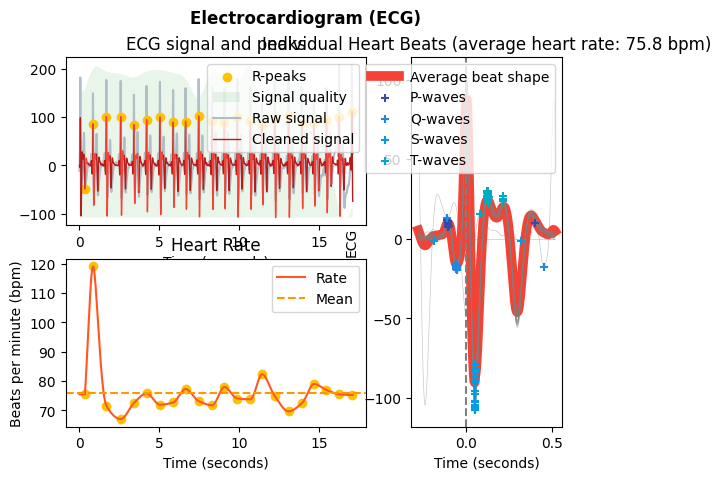 Electrocardiogram (ECG)
ECG signal and peaks
Individual Heart Beats (average heart rate: 75.8 bpm)
200
100
0
−100
0
5
10
15
R-peaks
Signal quality
Raw signal
Cleaned signal
Time (seconds)
ECG
Average beat shape
P-waves
Q-waves
S-waves
T-waves
0
−50
−100
0.0
0.5
Time (seconds)
Heart Rate
Beats per minute (bpm)
120
110
100
90
80
70
Rate
Mean
0
5
10
15
Time (seconds)